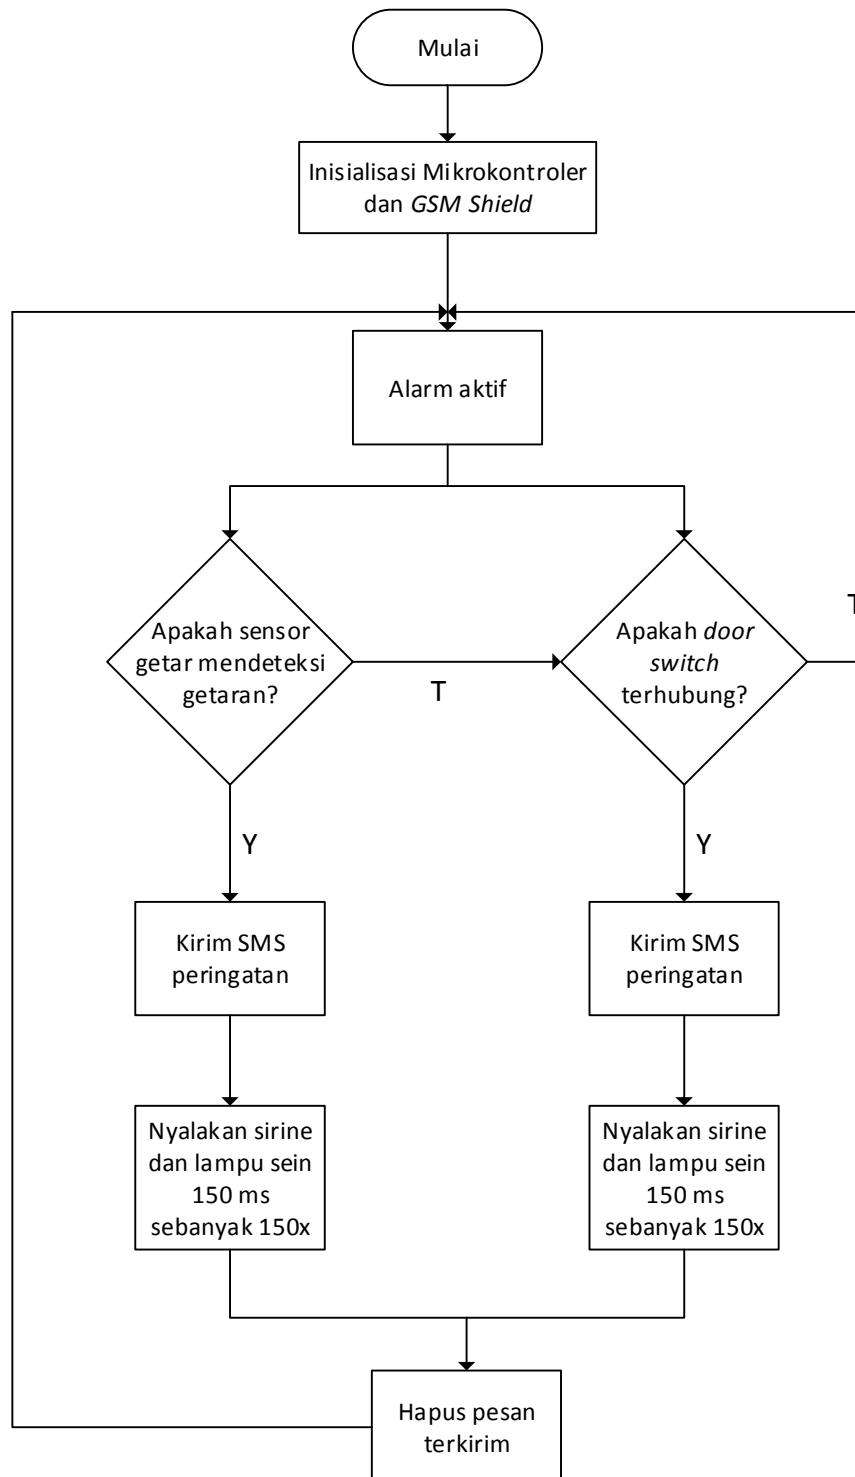 Mulai
Inisialisasi Mikrokontroler
dan GSM Shield
Alarm aktif
Apakah sensor
getar mendeteksi
getaran?
T
Apakah door
switch
terhubung?
T
Y
Y
Kirim SMS
peringatan
Kirim SMS
peringatan
Nyalakan sirine
dan lampu sein
150 ms
sebanyak 150x
Nyalakan sirine
dan lampu sein
150 ms
sebanyak 150x
Hapus pesan
terkirim